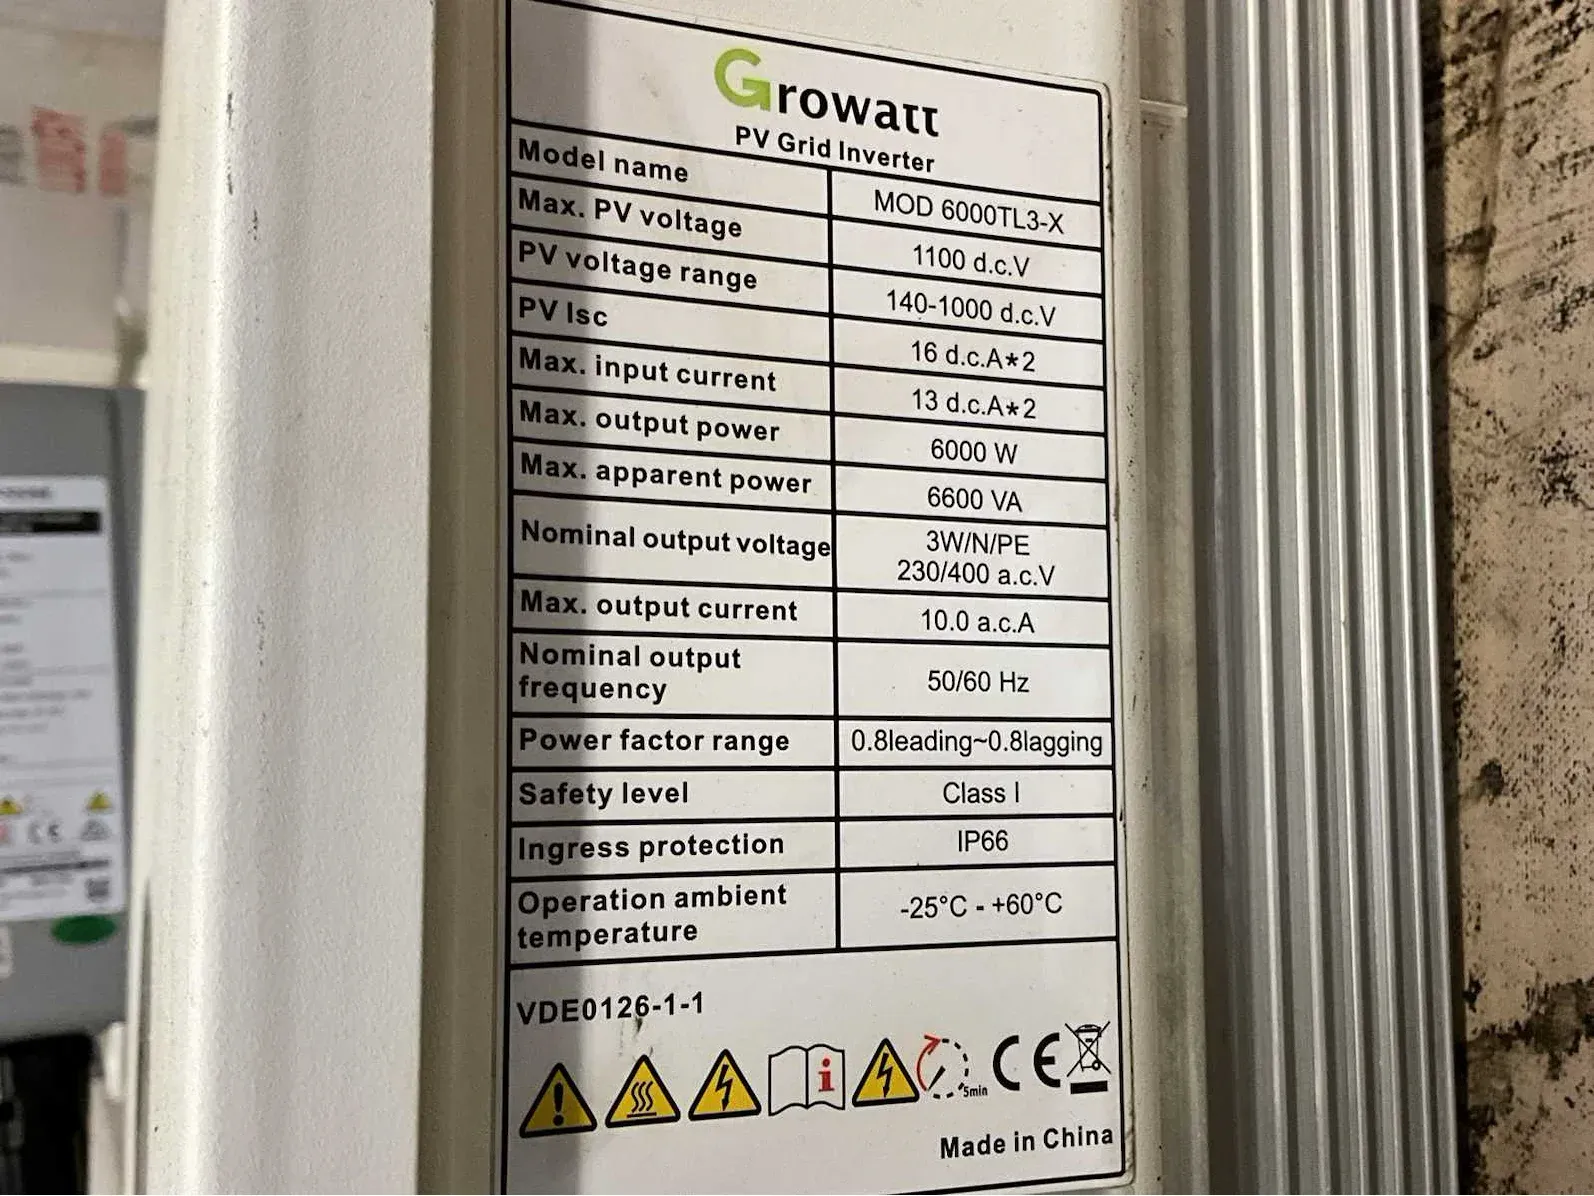 Growatt
PV Grid Inverter
Model name MOD 6000TL3-X
Max. PV voltage 1100 d.c.V
PV voltage range 140-1000 d.c.V
PV Isc 16 d.c.A*2
Max. input current 13 d.c.A*2
Max. output power 6000 W
Max. apparent power 6600 VA
Nominal output voltage 3W/N/PE
230/400 a.c.V
Max. output current 10.0 a.c.A
Nominal output
frequency 50/60 Hz
Power factor range 0.8leading~0.8lagging
Safety level Class I
Ingress protection IP66
Operation ambient
temperature -25°C - +60°C
VDE0126-1-1
i
5min
CE
Made in China
CE